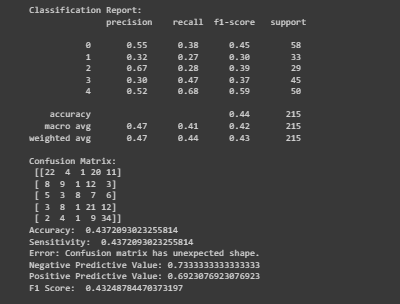 Classification Report:
              precision    recall  f1-score   support

           0       0.55      0.38      0.45        58
           1       0.32      0.27      0.30        33
           2       0.67      0.28      0.39        29
           3       0.30      0.47      0.37        45
           4       0.52      0.68      0.59        50

    accuracy                           0.44       215
   macro avg       0.47      0.41      0.42       215
weighted avg       0.47      0.44      0.43       215

Confusion Matrix:
 [[22  4  1 20 11]
 [ 8  9  1 12  3]
 [ 5  3  8  7  6]
 [ 3  8  1 21 12]
 [ 2  4  1  9 34]]
Accuracy:  0.4372093023255814
Sensitivity:  0.4372093023255814
Error: Confusion matrix has unexpected shape.
Negative Predictive Value: 0.7333333333333333
Positive Predictive Value: 0.6923076923076923
F1 Score:  0.43248784470373197